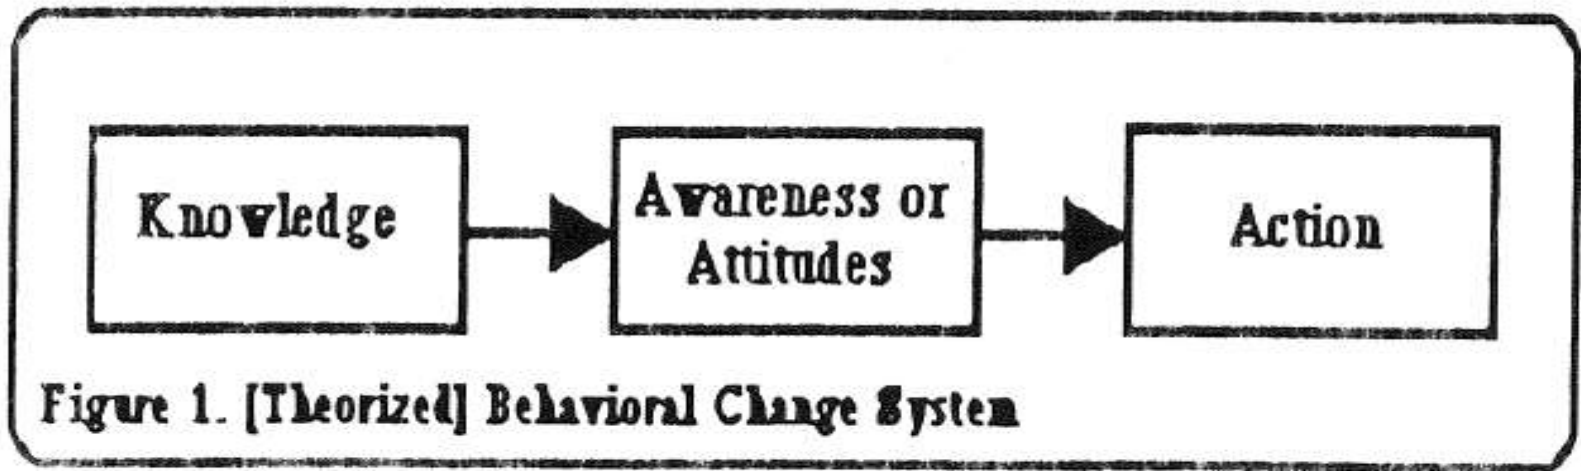 Knowledge
Awareness or
Attitudes
Action
Figure 1. [Theorized] Behavioral Change System